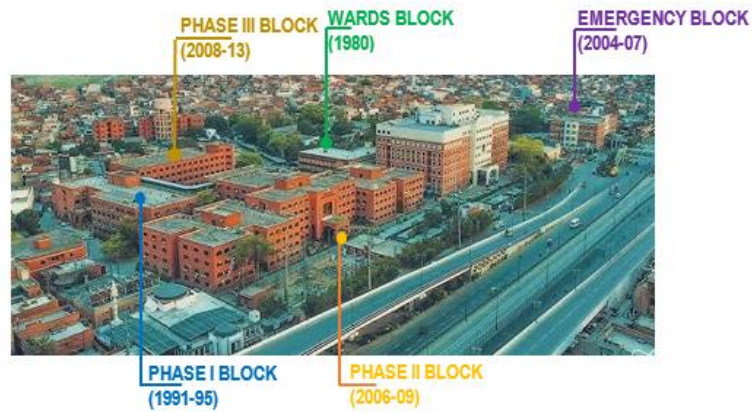 PHASE III BLOCK
(2008-13)
WARDS BLOCK
(1980)
EMERGENCY BLOCK
(2004-07)
PHASE I BLOCK
(1991-95)
PHASE II BLOCK
(2006-09)